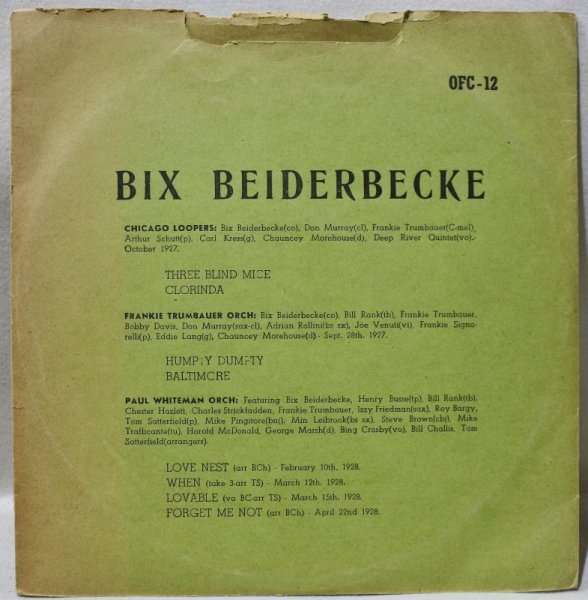 OFC-12
BIX BEIDERBECKE
CHICAGO LOOPERS: Bix Beiderbecke(co), Don Murray(cl), Frankie Trumbauer(C-mel),
Arthur Schutt(p), Carl Kress(g), Chauncey Morehouse(d), Deep River Quintet(vo).-
October 1927.
THREE BLIND MICE
CLORINDA
FRANKIE TRUMBAUER ORCH: Bix Beiderbecke(co), Bill Rank(tb), Frankie Trumbauer,
Bobby Davis, Don Murray(sax-cl), Adrian Rollini(bs sx), Joe Venuti(vi), Frankie Signo-
relli(p), Eddie Lang(g), Chauncey Morehouse(d).- Sept. 28th. 1927.
HUMPTY DUMPTY
BALTIMORE
PAUL WHITEMAN ORCH: Featuring Bix Beiderbecke, Henry Busse(tp), Bill Rank(tb),
Chester Hazlett, Charles Strickfadden, Frankie Trumbauer, Izzy Friedman(sax), Roy Bargy,
Tom Satterfield(p), Mike Pingitore(bnj), Min Leibrook(bs sx), Steve Brown(cb), Mike
Trafficante(tu), Harold McDonald, George Marsh(d), Bing Crosby(vo), Bill Challis, Tom
Satterfield(arrangers).
LOVE NEST (arr BCh) - February 10th. 1928.
WHEN (take 3-arr TS) - March 12th. 1928.
LOVABLE (vo BC-arr TS) - March 15th. 1928.
FORGET ME NOT (arr BCh) - April 22nd 1928.